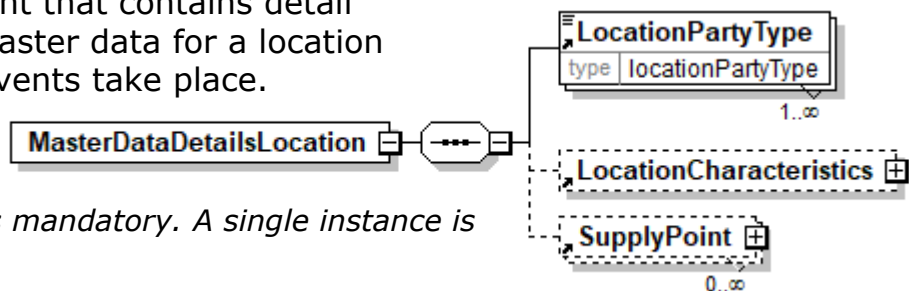 nt that contains detail
aster data for a location
vents take place.
LocationPartyType
type locationPartyType
1..∞
MasterDataDetailsLocation
LocationCharacteristics
mandatory. A single instance is
SupplyPoint
0..∞